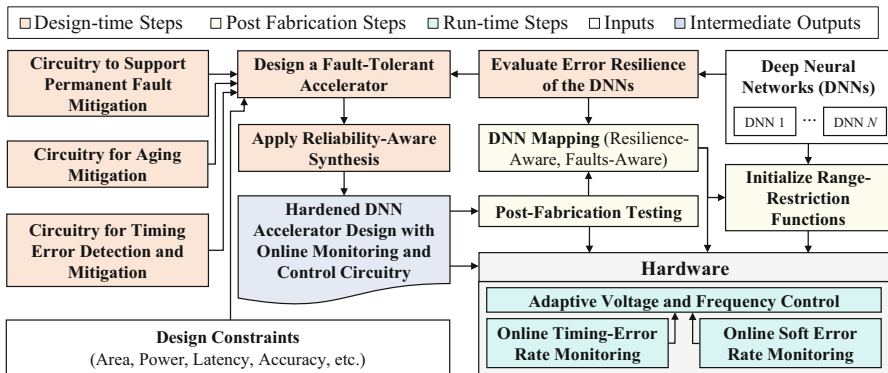 Design-time Steps
Post Fabrication Steps
Run-time Steps
Inputs
Intermediate Outputs
Circuitry to Support
Permanent Fault
Mitigation
Design a Fault-Tolerant
Accelerator
Evaluate Error Resilience
of the DNNs
Deep Neural
Networks (DNNs)
DNN 1
...
DNN N
Circuitry for Aging
Mitigation
Apply Reliability-Aware
Synthesis
DNN Mapping (Resilience-
Aware, Faults-Aware)
Initialize Range-
Restriction
Functions
Circuitry for Timing
Error Detection and
Mitigation
Hardened DNN
Accelerator Design with
Online Monitoring and
Control Circuitry
Post-Fabrication Testing
Hardware
Adaptive Voltage and Frequency Control
Online Timing-Error
Rate Monitoring
Online Soft Error
Rate Monitoring
Design Constraints
(Area, Power, Latency, Accuracy, etc.)